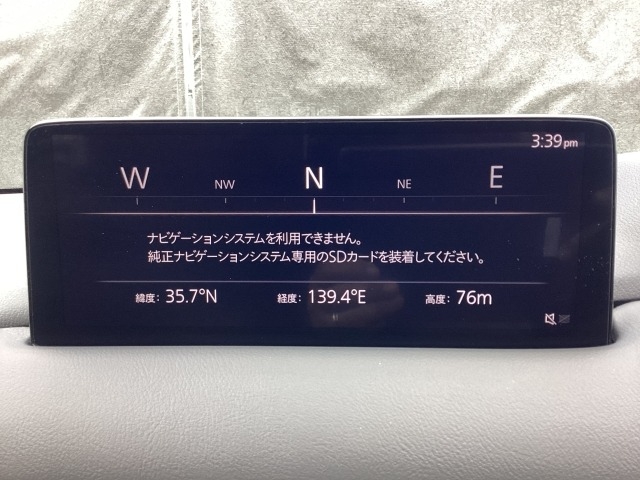 3:39pm
W NW N NE E
ナビゲーションシステムを利用できません。
純正ナビゲーションシステム専用のSDカードを装着してください。
緯度: 35.7°N 経度: 139.4°E 高度: 76m